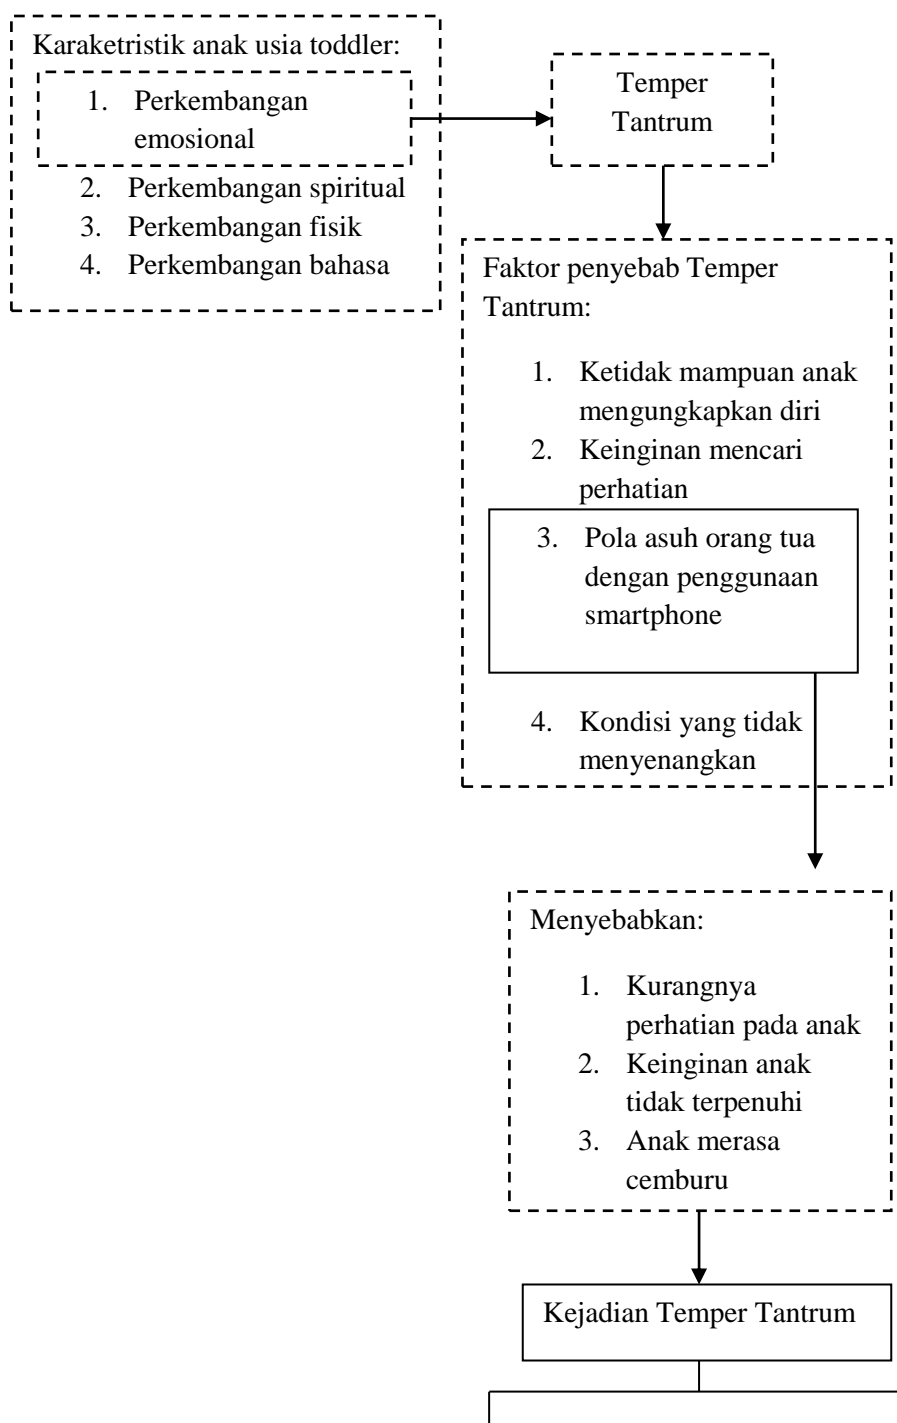 Karaketristik anak usia toddler:
1. Perkembangan
emosional
2. Perkembangan spiritual
3. Perkembangan fisik
4. Perkembangan bahasa
Temper
Tantrum
Faktor penyebab Temper
Tantrum:
1. Ketidak mampuan anak
mengungkapkan diri
2. Keinginan mencari
perhatian
3. Pola asuh orang tua
dengan penggunaan
smartphone
4. Kondisi yang tidak
menyenangkan
Menyebabkan:
1. Kurangnya
perhatian pada anak
2. Keinginan anak
tidak terpenuhi
3. Anak merasa
cemburu
Kejadian Temper Tantrum